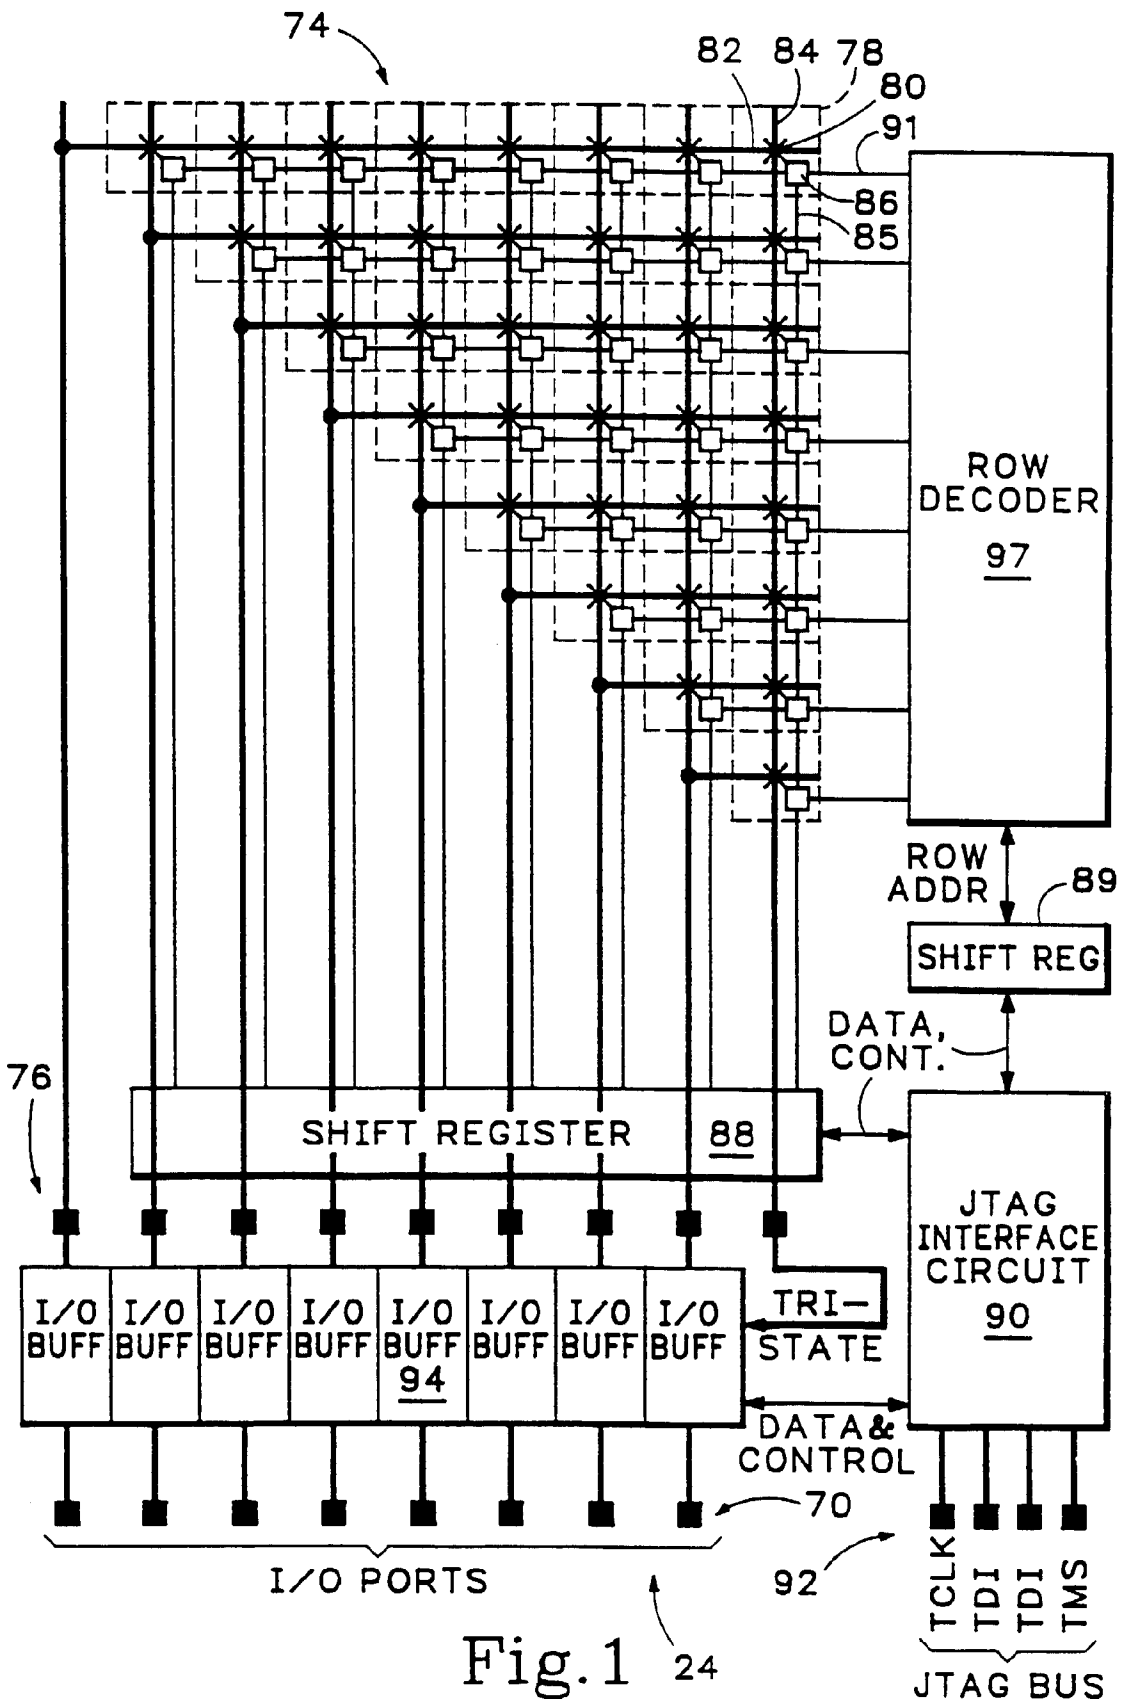 74
82
84
78
80
91
86
85
ROW
DECODER
97
ROW
ADDR
89
SHIFT REG
DATA,
CONT.
76
SHIFT REGISTER 88
JTAG
INTERFACE
CIRCUIT
90
I/O I/O I/O I/O I/O I/O I/O I/O
BUFF BUFF BUFF BUFF BUFF BUFF BUFF BUFF
94
TRI-
STATE
DATA&
CONTROL
70
I/O PORTS
92
TCLK
TDI
TDI
TMS
JTAG BUS
24
Fig.1